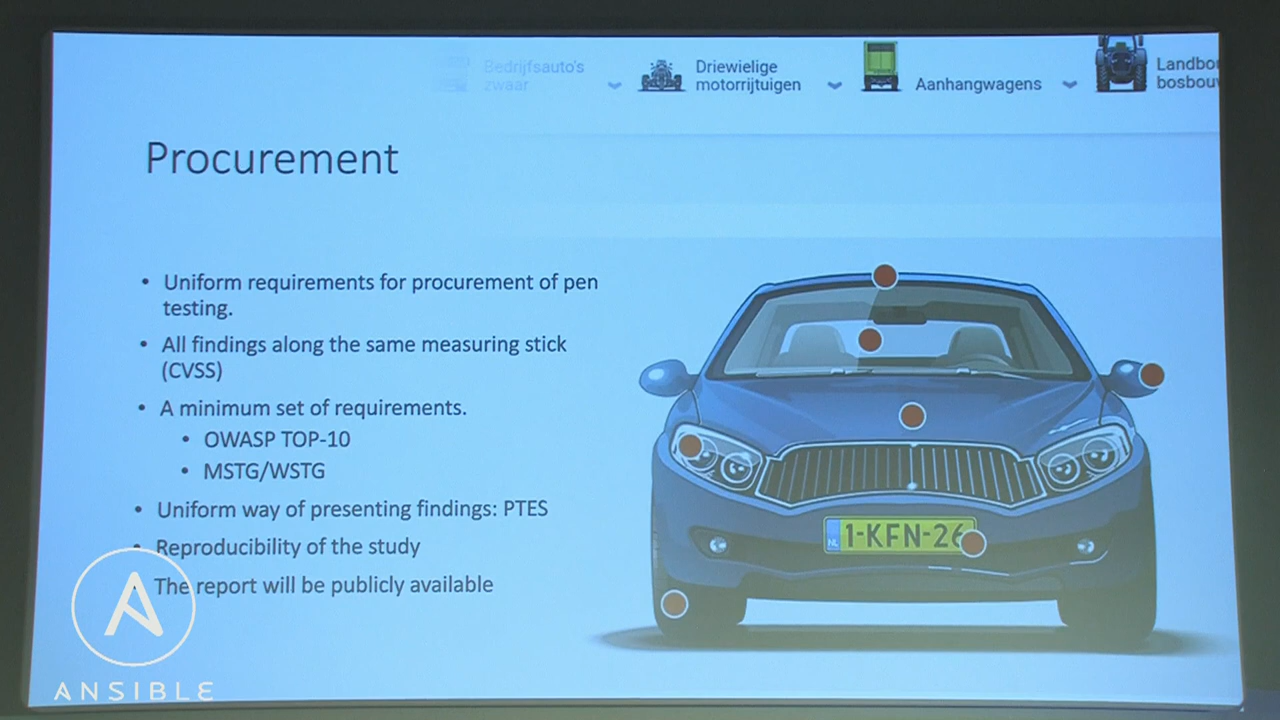 Bedrijfsauto's
zwaar
Driewielige
motorrijtuigen
Aanhangwagens
Procurement
• Uniform requirements for procurement of pen
testing.
• All findings along the same measuring stick
(CVSS)
• A minimum set of requirements.
• OWASP TOP-10
• MSTG/WSTG
• Uniform way of presenting findings: PTES
• Reproducibility of the study
The report will be publicly available
NL
1-KFN-26
A
ANSIBLE